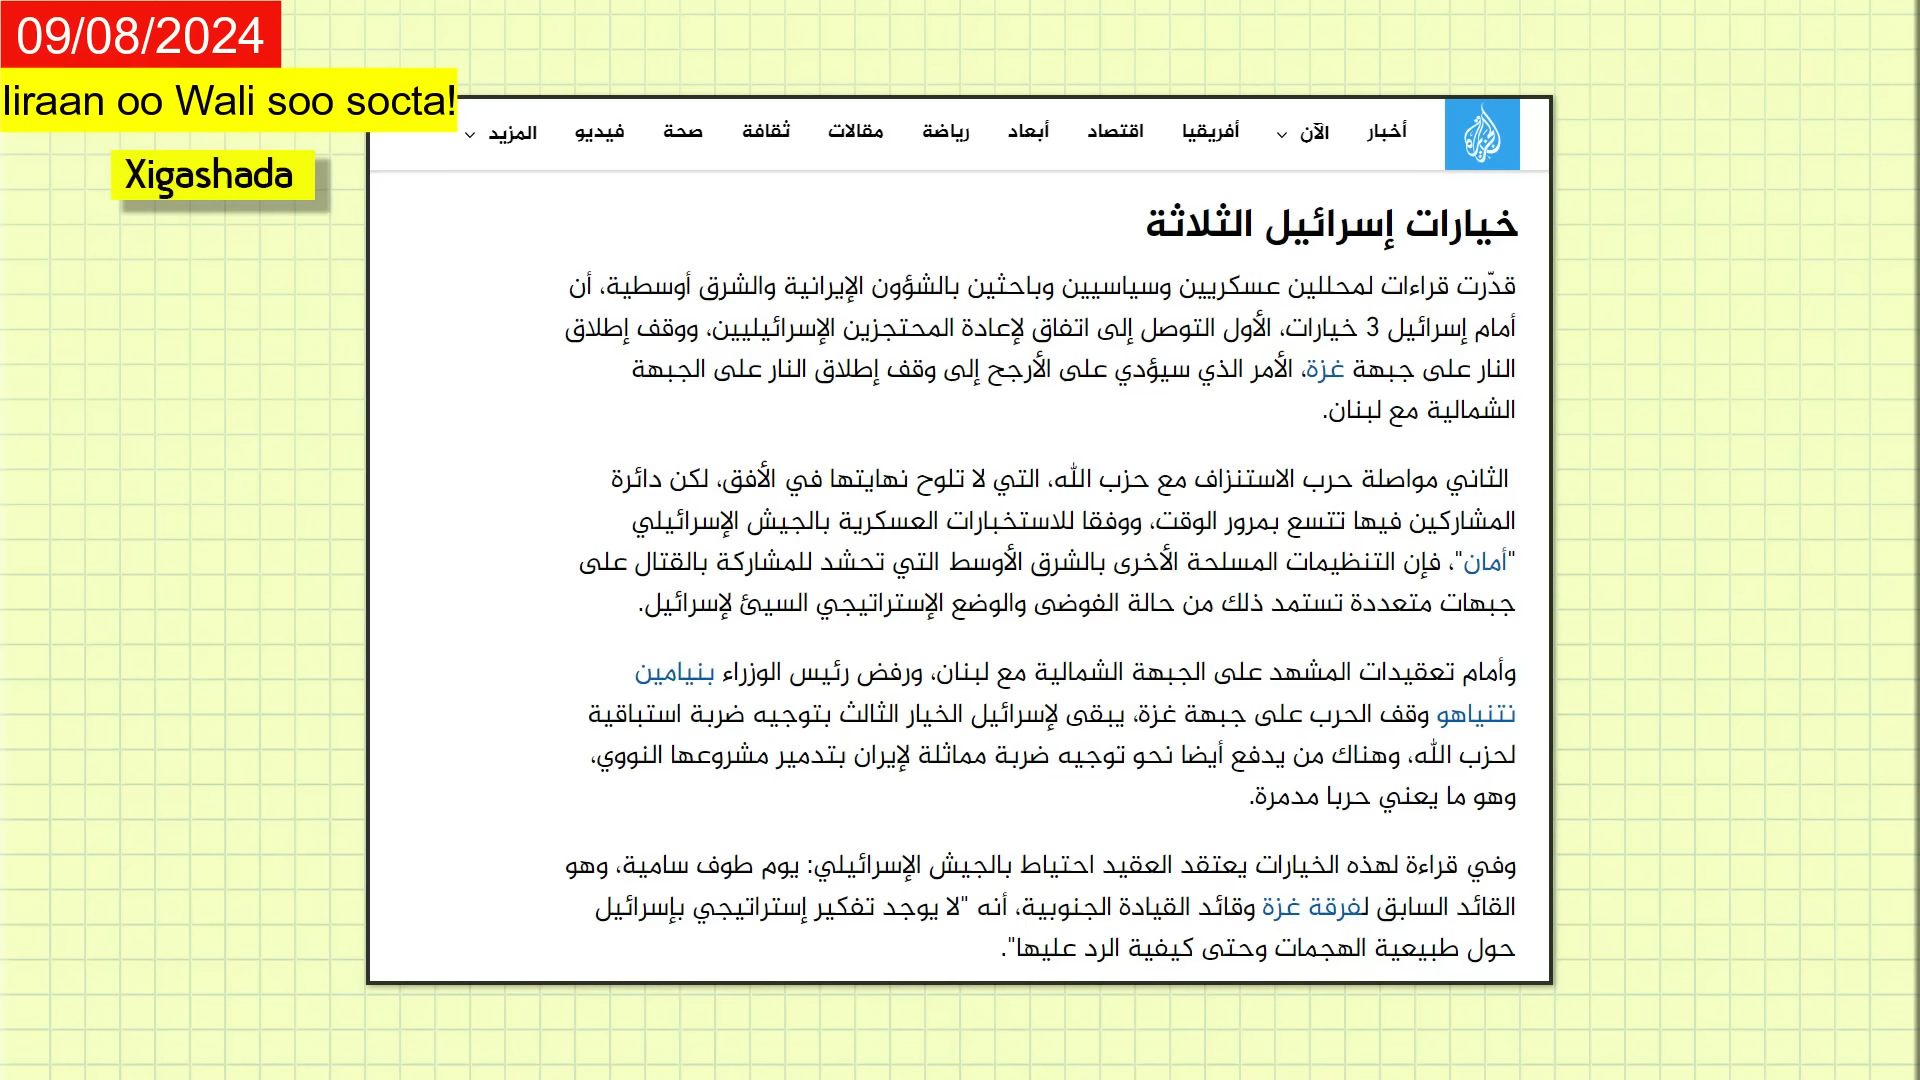 09/08/2024
Iiraan oo Wali soo socta!
Xigashada
أخبار الآن أفريقيا اقتصاد أبعاد رياضة مقالات ثقافة صحة فيديو المزيد
خيارات إسرائيل الثلاثة
قدّرت قراءات لمحللين عسكريين وسياسيين وباحثين بالشؤون الإيرانية والشرق أوسطية، أن
أمام إسرائيل 3 خيارات، الأول التوصل إلى اتفاق لإعادة المحتجزين الإسرائيليين، ووقف إطلاق
النار على جبهة غزة، الأمر الذي سيؤدي على الأرجح إلى وقف إطلاق النار على الجبهة
الشمالية مع لبنان.
الثاني مواصلة حرب الاستنزاف مع حزب الله، التي لا تلوح نهايتها في الأفق، لكن دائرة
المشاركين فيها تتسع بمرور الوقت، ووفقا للاستخبارات العسكرية بالجيش الإسرائيلي
"أمان"، فإن التنظيمات المسلحة الأخرى بالشرق الأوسط التي تحشد للمشاركة بالقتال على
جبهات متعددة تستمد ذلك من حالة الفوضى والوضع الإستراتيجي السيئ لإسرائيل.
وأمام تعقيدات المشهد على الجبهة الشمالية مع لبنان، ورفض رئيس الوزراء بنيامين
نتنياهو وقف الحرب على جبهة غزة، يبقى لإسرائيل الخيار الثالث بتوجيه ضربة استباقية
لحزب الله، وهناك من يدفع أيضا نحو توجيه ضربة مماثلة لإيران بتدمير مشروعها النووي،
وهو ما يعني حربا مدمرة.
وفي قراءة لهذه الخيارات يعتقد العقيد احتياط بالجيش الإسرائيلي: يوم طوف سامية، وهو
القائد السابق لفرقة غزة وقائد القيادة الجنوبية، أنه "لا يوجد تفكير إستراتيجي بإسرائيل
حول طبيعية الهجمات وحتى كيفية الرد عليها".